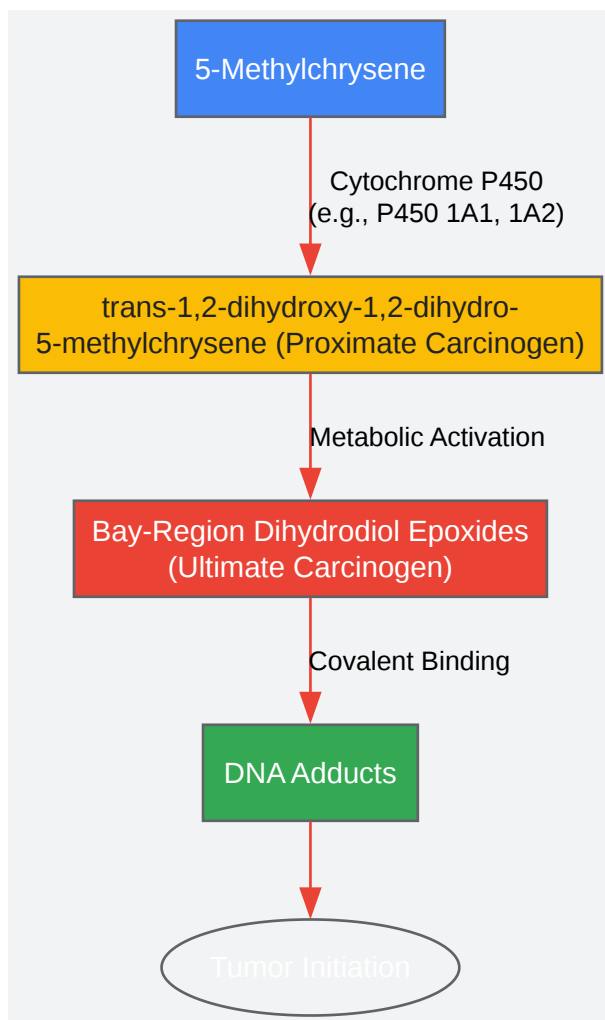 5-Methylchrysene
Cytochrome P450
(e.g., P450 1A1, 1A2)
trans-1,2-dihydroxy-1,2-dihydro-
5-methylchrysene (Proximate Carcinogen)
Metabolic Activation
Bay-Region Dihydrodiol Epoxides
(Ultimate Carcinogen)
Covalent Binding
DNA Adducts
Tumor Initiation